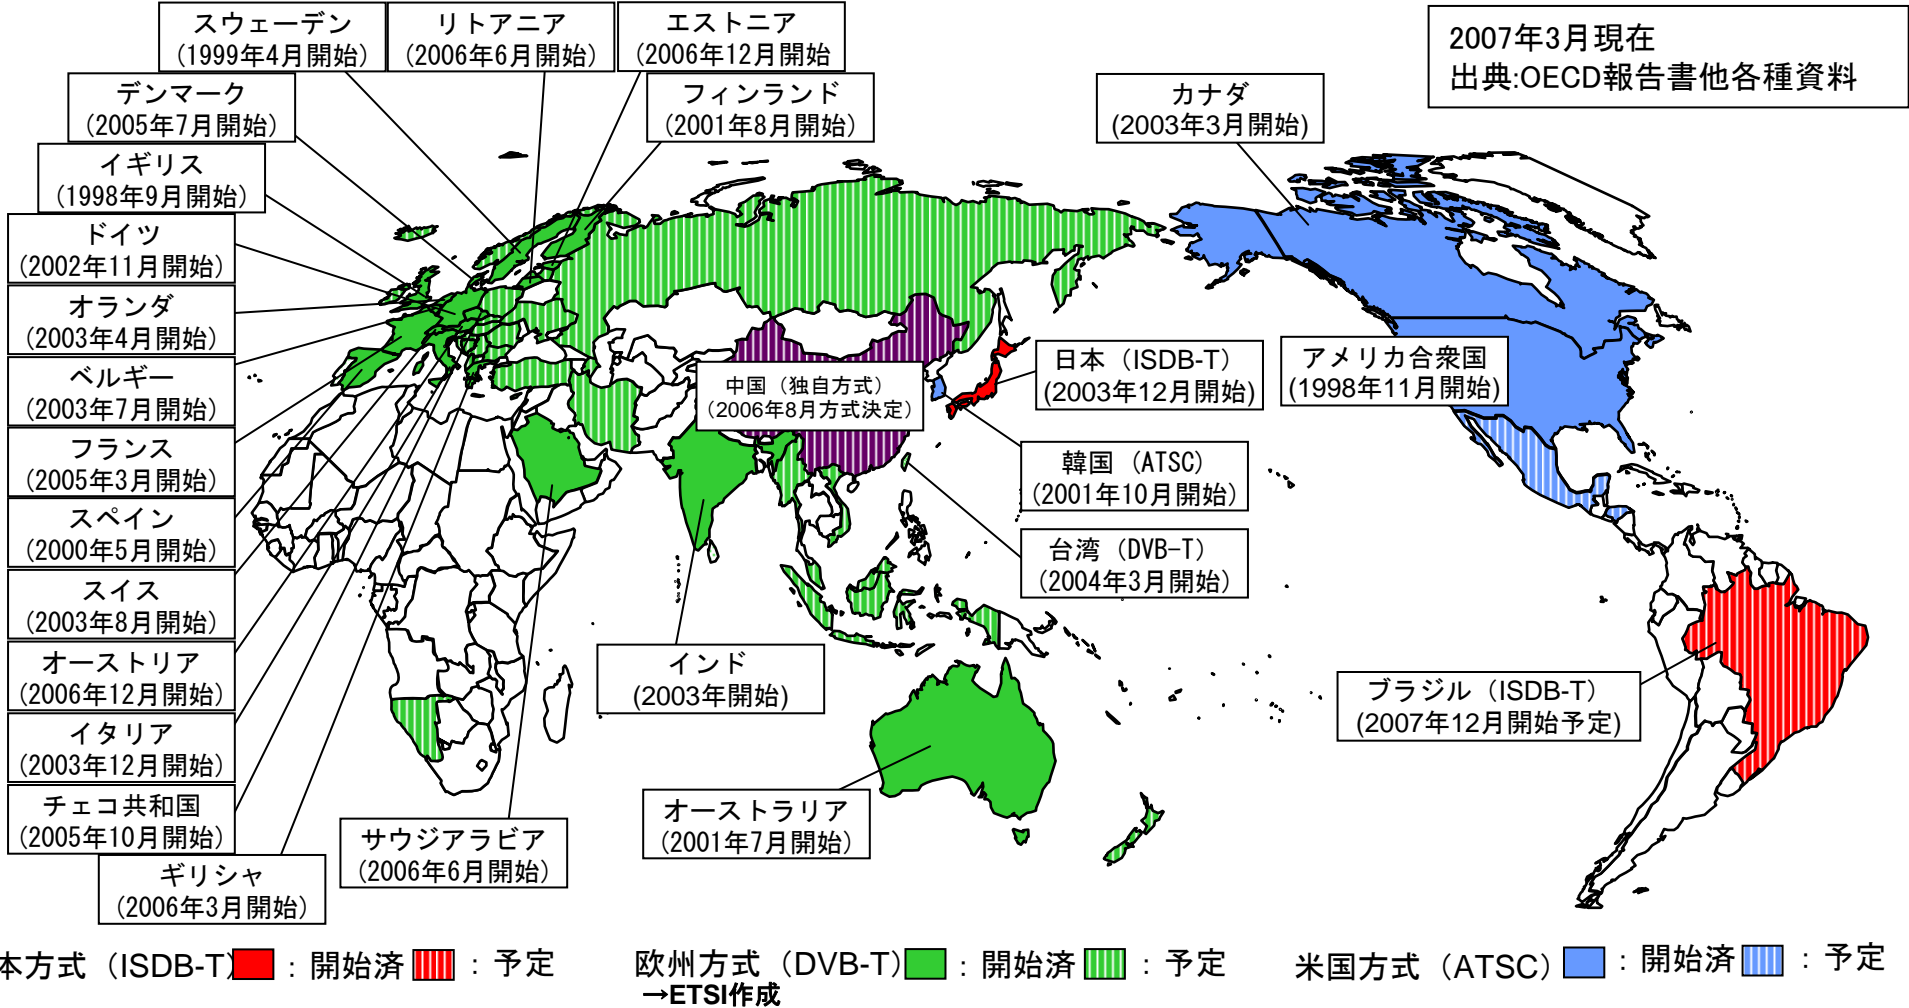 スウェーデン
(1999年4月開始)
リトアニア
(2006年6月開始)
エストニア
(2006年12月開始
デンマーク
(2005年7月開始)
フィンランド
(2001年8月開始)
カナダ
(2003年3月開始)
2007年3月現在
出典:OECD報告書他各種資料
イギリス
(1998年9月開始)
ドイツ
(2002年11月開始)
オランダ
(2003年4月開始)
ベルギー
(2003年7月開始)
フランス
(2005年3月開始)
スペイン
(2000年5月開始)
スイス
(2003年8月開始)
オーストリア
(2006年12月開始)
イタリア
(2003年12月開始)
チェコ共和国
(2005年10月開始)
ギリシャ
(2006年3月開始)
サウジアラビア
(2006年6月開始)
中国（独自方式）
(2006年8月方式決定)
日本（ISDB-T）
(2003年12月開始)
アメリカ合衆国
(1998年11月開始)
韓国（ATSC）
(2001年10月開始)
台湾（DVB-T）
(2004年3月開始)
インド
(2003年開始)
オーストラリア
(2001年7月開始)
ブラジル（ISDB-T）
(2007年12月開始予定)
本方式（ISDB-T） ：開始済 ：予定
欧州方式（DVB-T） ：開始済 ：予定
→ETSI作成
米国方式（ATSC） ：開始済 ：予定